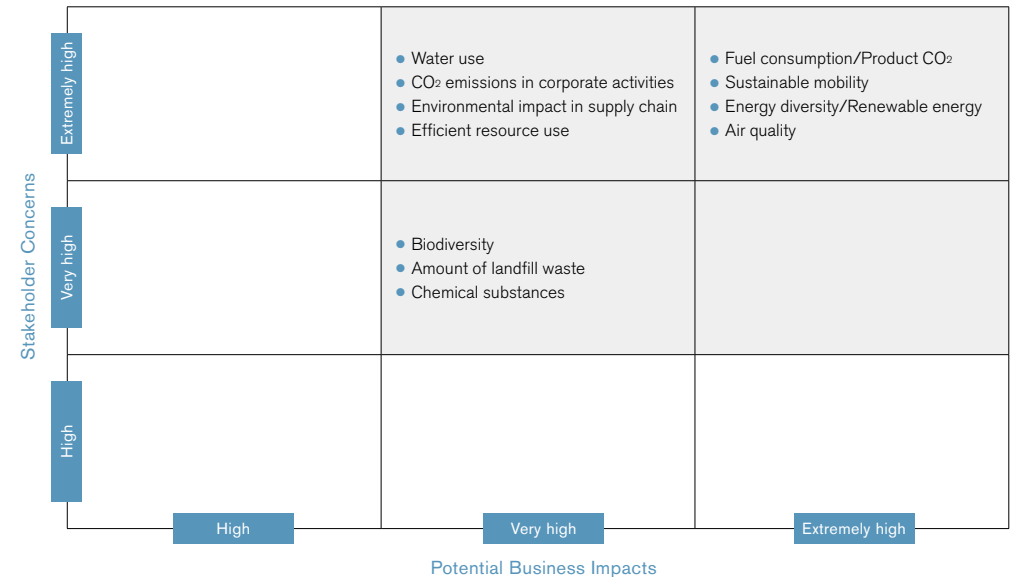 Stakeholder Concerns
Extremely high
● Water use
● CO2 emissions in corporate activities
● Environmental impact in supply chain
● Efficient resource use
● Fuel consumption/Product CO2
● Sustainable mobility
● Energy diversity/Renewable energy
● Air quality
Very high
● Biodiversity
● Amount of landfill waste
● Chemical substances
High
High
Very high
Extremely high
Potential Business Impacts